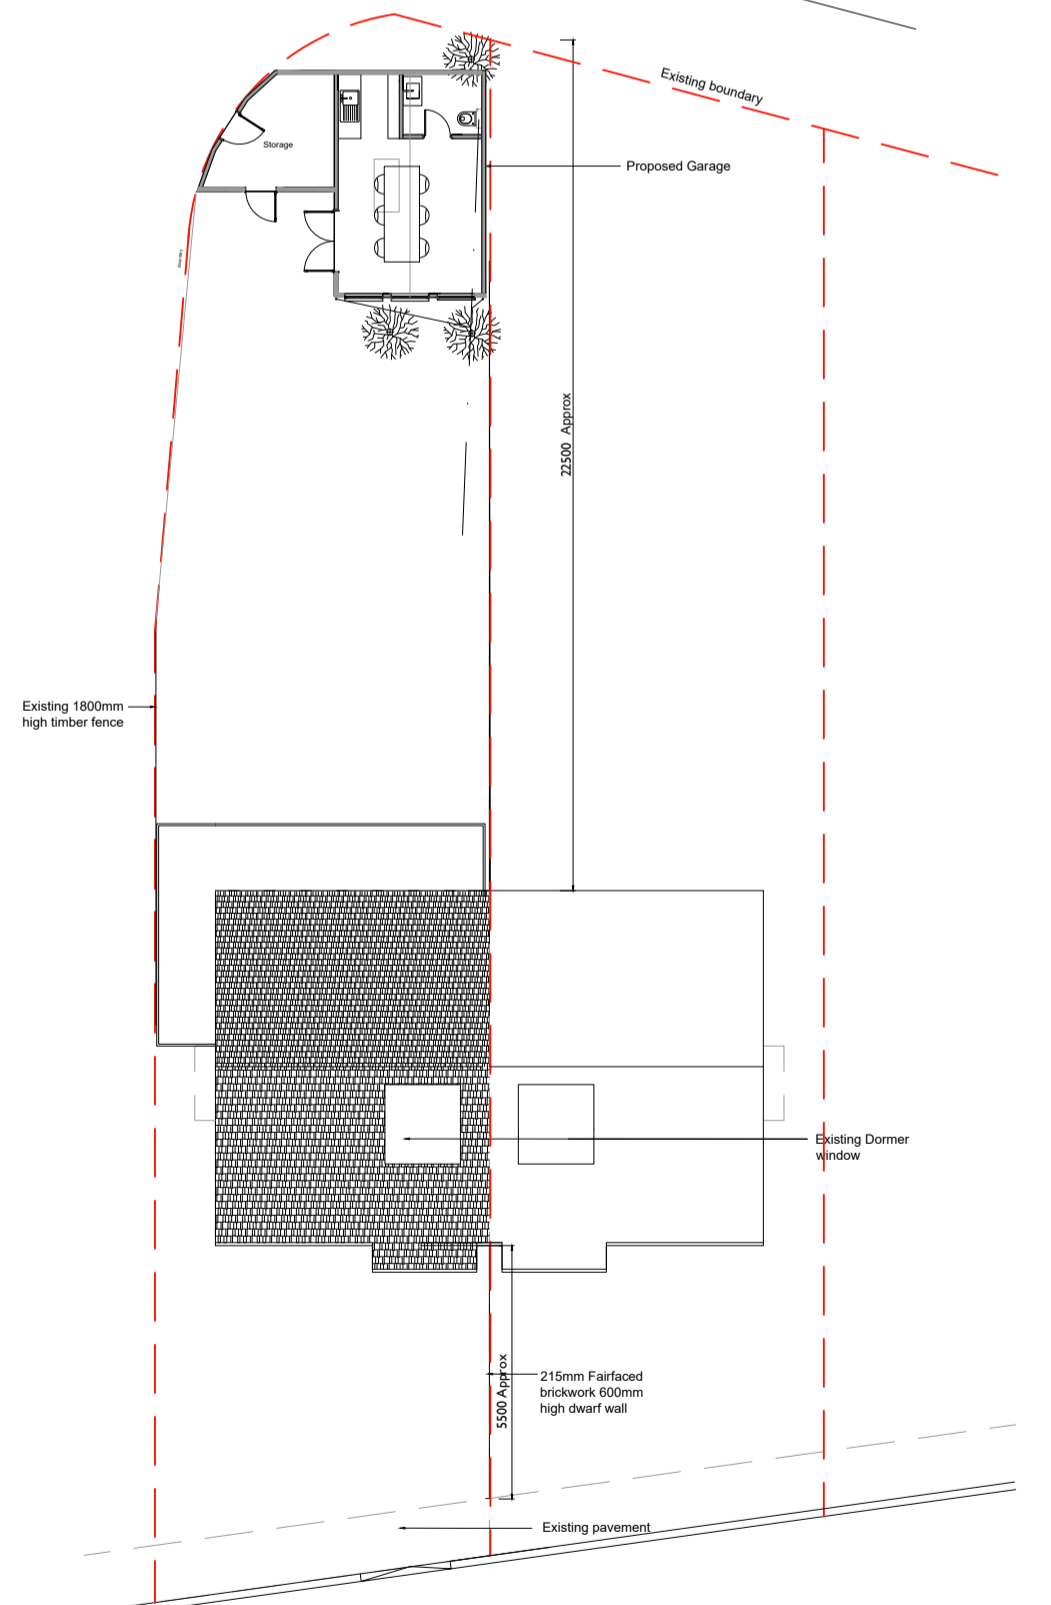 Existing boundary
Storage
Proposed Garage
22500 Approx
Existing 1800mm
high timber fence
Existing Dormer
window
5500 Approx
215mm Fairfaced
brickwork 600mm
high dwarf wall
Existing pavement